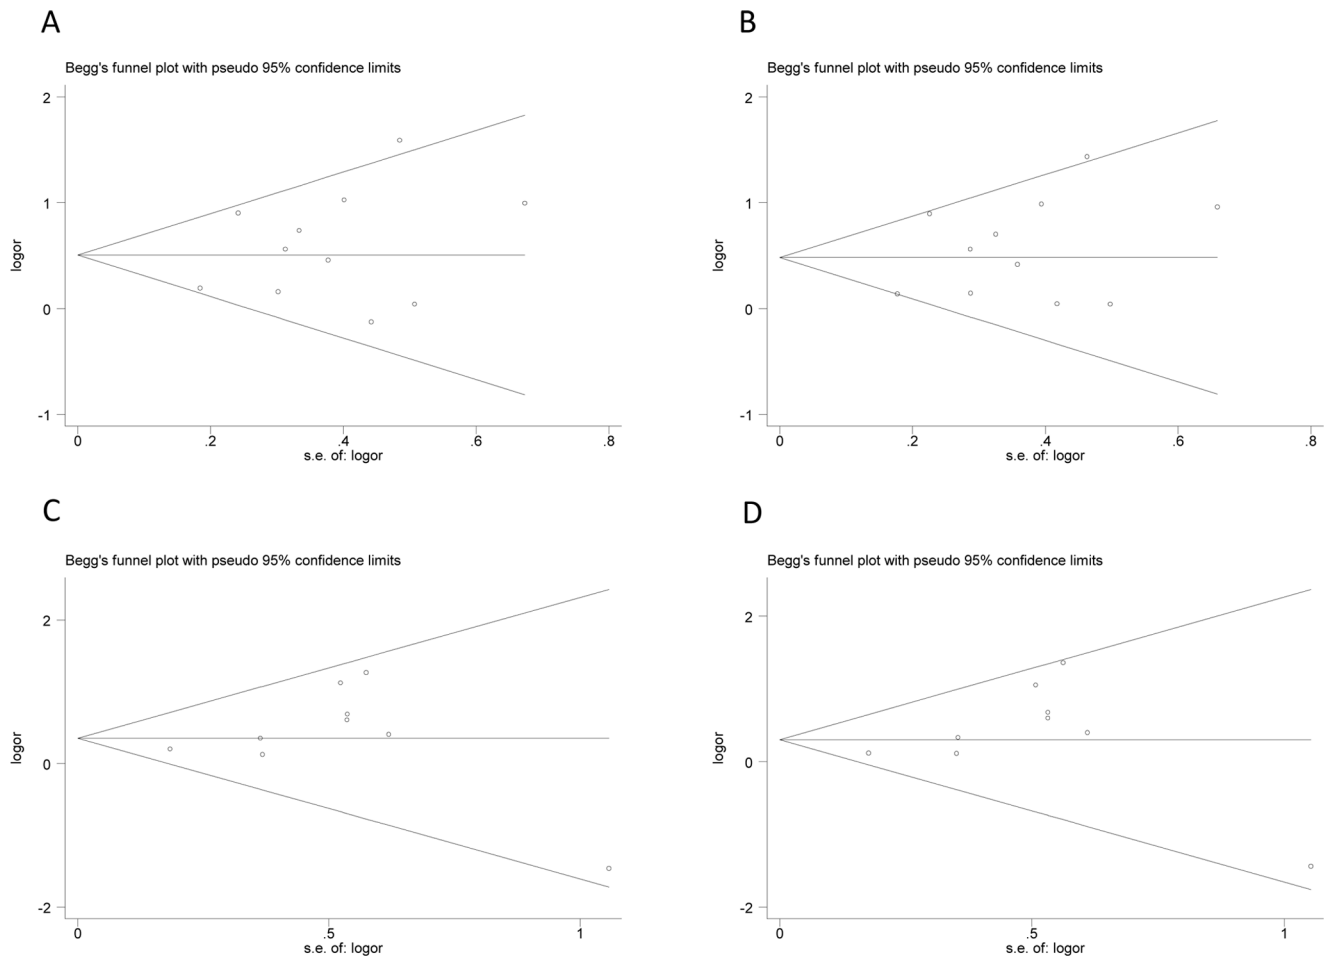 A
Begg's funnel plot with pseudo 95% confidence limits
2
1
0
-1
logor
0 .2 .4 .6 .8
s.e. of: logor
B
Begg's funnel plot with pseudo 95% confidence limits
2
1
0
-1
logor
0 .2 .4 .6 .8
s.e. of: logor
C
Begg's funnel plot with pseudo 95% confidence limits
2
0
-2
logor
0 .5 1
s.e. of: logor
D
Begg's funnel plot with pseudo 95% confidence limits
2
0
-2
logor
0 .5 1
s.e. of: logor